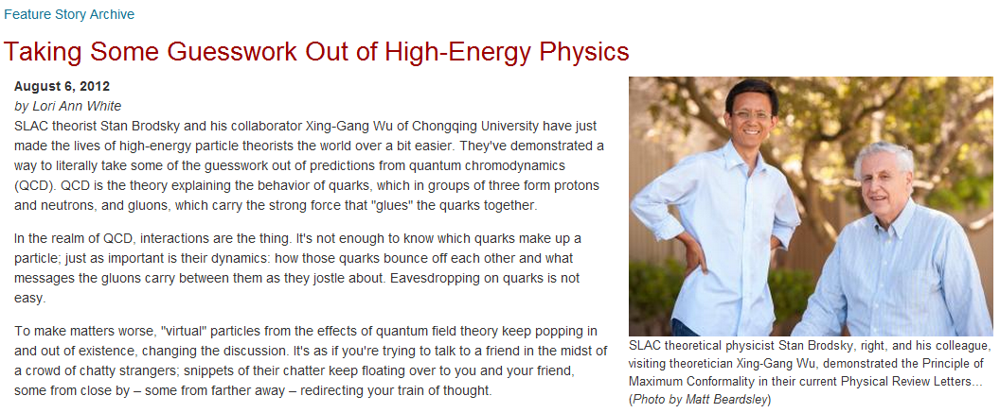 Feature Story Archive
Taking Some Guesswork Out of High-Energy Physics
August 6, 2012
by Lori Ann White
SLAC theorist Stan Brodsky and his collaborator Xing-Gang Wu of Chongqing University have just
made the lives of high-energy particle theorists the world over a bit easier. They've demonstrated a
way to literally take some of the guesswork out of predictions from quantum chromodynamics
(QCD). QCD is the theory explaining the behavior of quarks, which in groups of three form protons
and neutrons, and gluons, which carry the strong force that "glues" the quarks together.
In the realm of QCD, interactions are the thing. It's not enough to know which quarks make up a
particle; just as important is their dynamics: how those quarks bounce off each other and what
messages the gluons carry between them as they jostle about. Eavesdropping on quarks is not
easy.
To make matters worse, "virtual" particles from the effects of quantum field theory keep popping in
and out of existence, changing the discussion. It's as if you're trying to talk to a friend in the midst of
a crowd of chatty strangers; snippets of their chatter keep floating over to you and your friend,
some from close by – some from farther away – redirecting your train of thought.
SLAC theoretical physicist Stan Brodsky, right, and his colleague,
visiting theoretician Xing-Gang Wu, demonstrated the Principle of
Maximum Conformality in their current Physical Review Letters...
(Photo by Matt Beardsley)